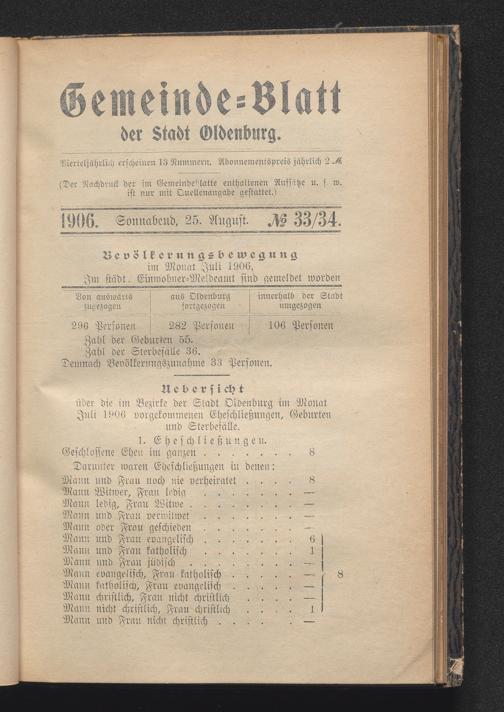 Gemeinde-Blatt
der Stadt Oldenburg.
Vierteljährlich erscheinen 13 Nummern. Abonnementspreis jährlich 2 ℳ
(Der Nachdruck der im Gemeindeblatte enthaltenen Aufsätze u. s. w.
ist nur mit Quellenangabe gestattet.)
1906. Sonnabend, 25. August. № 33/34.
Bevölkerungsbewegung
im Monat Juli 1906.
Im städt. Einwohner-Meldeamt sind gemeldet worden
Von auswärts zugezogen
aus Oldenburg fortgezogen
innerhalb der Stadt umgezogen
296 Personen 282 Personen 106 Personen
Zahl der Geburten 55.
Zahl der Sterbefälle 36.
Demnach Bevölkerungszunahme 33 Personen.
Uebersicht
über die im Bezirke der Stadt Oldenburg im Monat
Juli 1906 vorgekommenen Eheschließungen, Geburten
und Sterbefälle.
1. Eheschließungen.
Geschlossene Ehen im ganzen . . . . . . . 8
Darunter waren Eheschließungen in denen:
Mann und Frau noch nie verheiratet . . . . 8
Mann Witwer, Frau ledig . . . . . . . —
Mann ledig, Frau Witwe . . . . . . . —
Mann und Frau verwitwet . . . . . . . —
Mann oder Frau geschieden . . . . . . —
Mann und Frau evangelisch . . . . . . 6
Mann und Frau katholisch . . . . . . 1
Mann und Frau jüdisch . . . . . . . —
Mann evangelisch, Frau katholisch . . . . . — 8
Mann katholisch, Frau evangelisch . . . . . —
Mann christlich, Frau nicht christlich . . . . —
Mann nicht christlich, Frau christlich . . . . 1
Mann und Frau nicht christlich . . . . . —